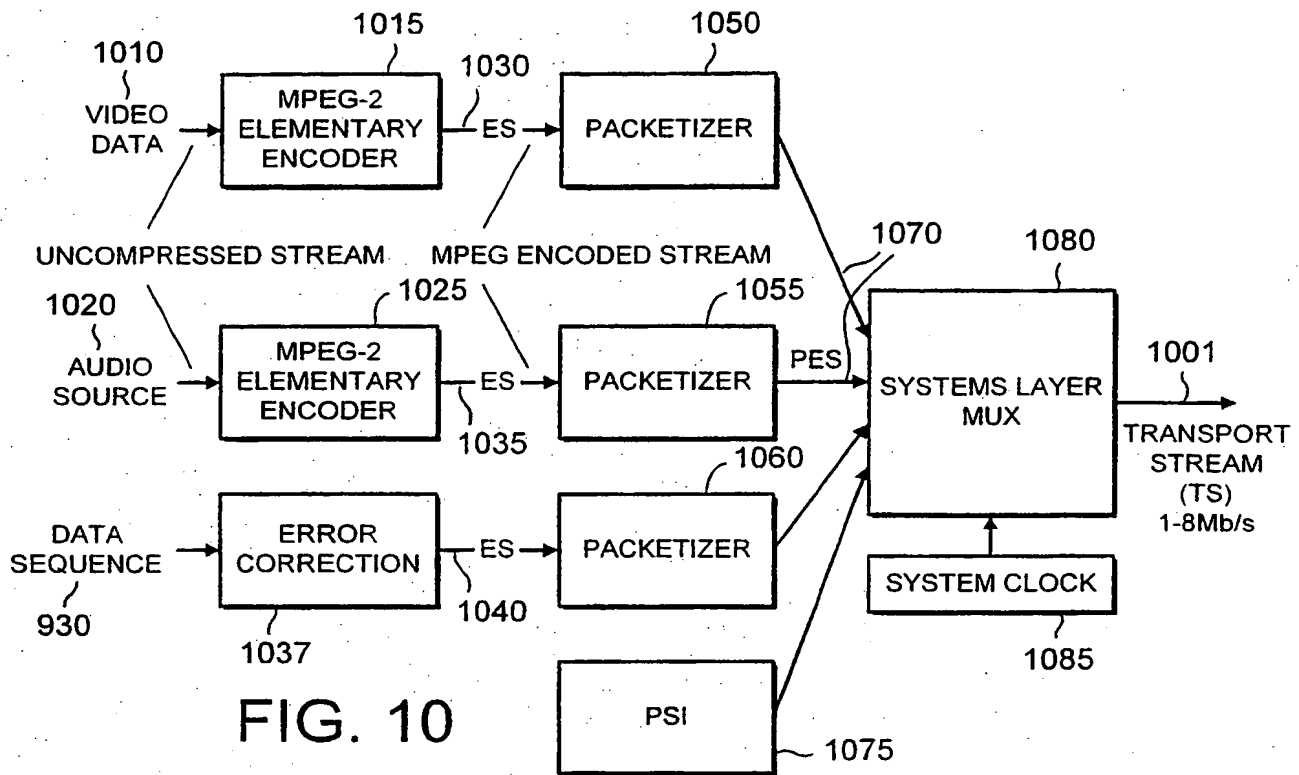 1010
VIDEO
DATA
1015
MPEG-2
ELEMENTARY
ENCODER
1030
ES
1050
PACKETIZER
UNCOMPRESSED STREAM
MPEG ENCODED STREAM
1070
1080
1020
AUDIO
SOURCE
1025
MPEG-2
ELEMENTARY
ENCODER
ES
1035
1055
PACKETIZER
PES
SYSTEMS LAYER
MUX
1001
TRANSPORT
STREAM
(TS)
1-8Mb/s
DATA
SEQUENCE
930
ERROR
CORRECTION
1037
ES
1040
1060
PACKETIZER
SYSTEM CLOCK
1085
PSI
1075
FIG. 10